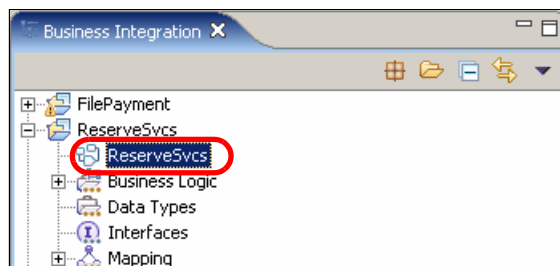 Business Integration
FilePayment
ReserveSvcs
ReserveSvcs
Business Logic
Data Types
Interfaces
Mapping